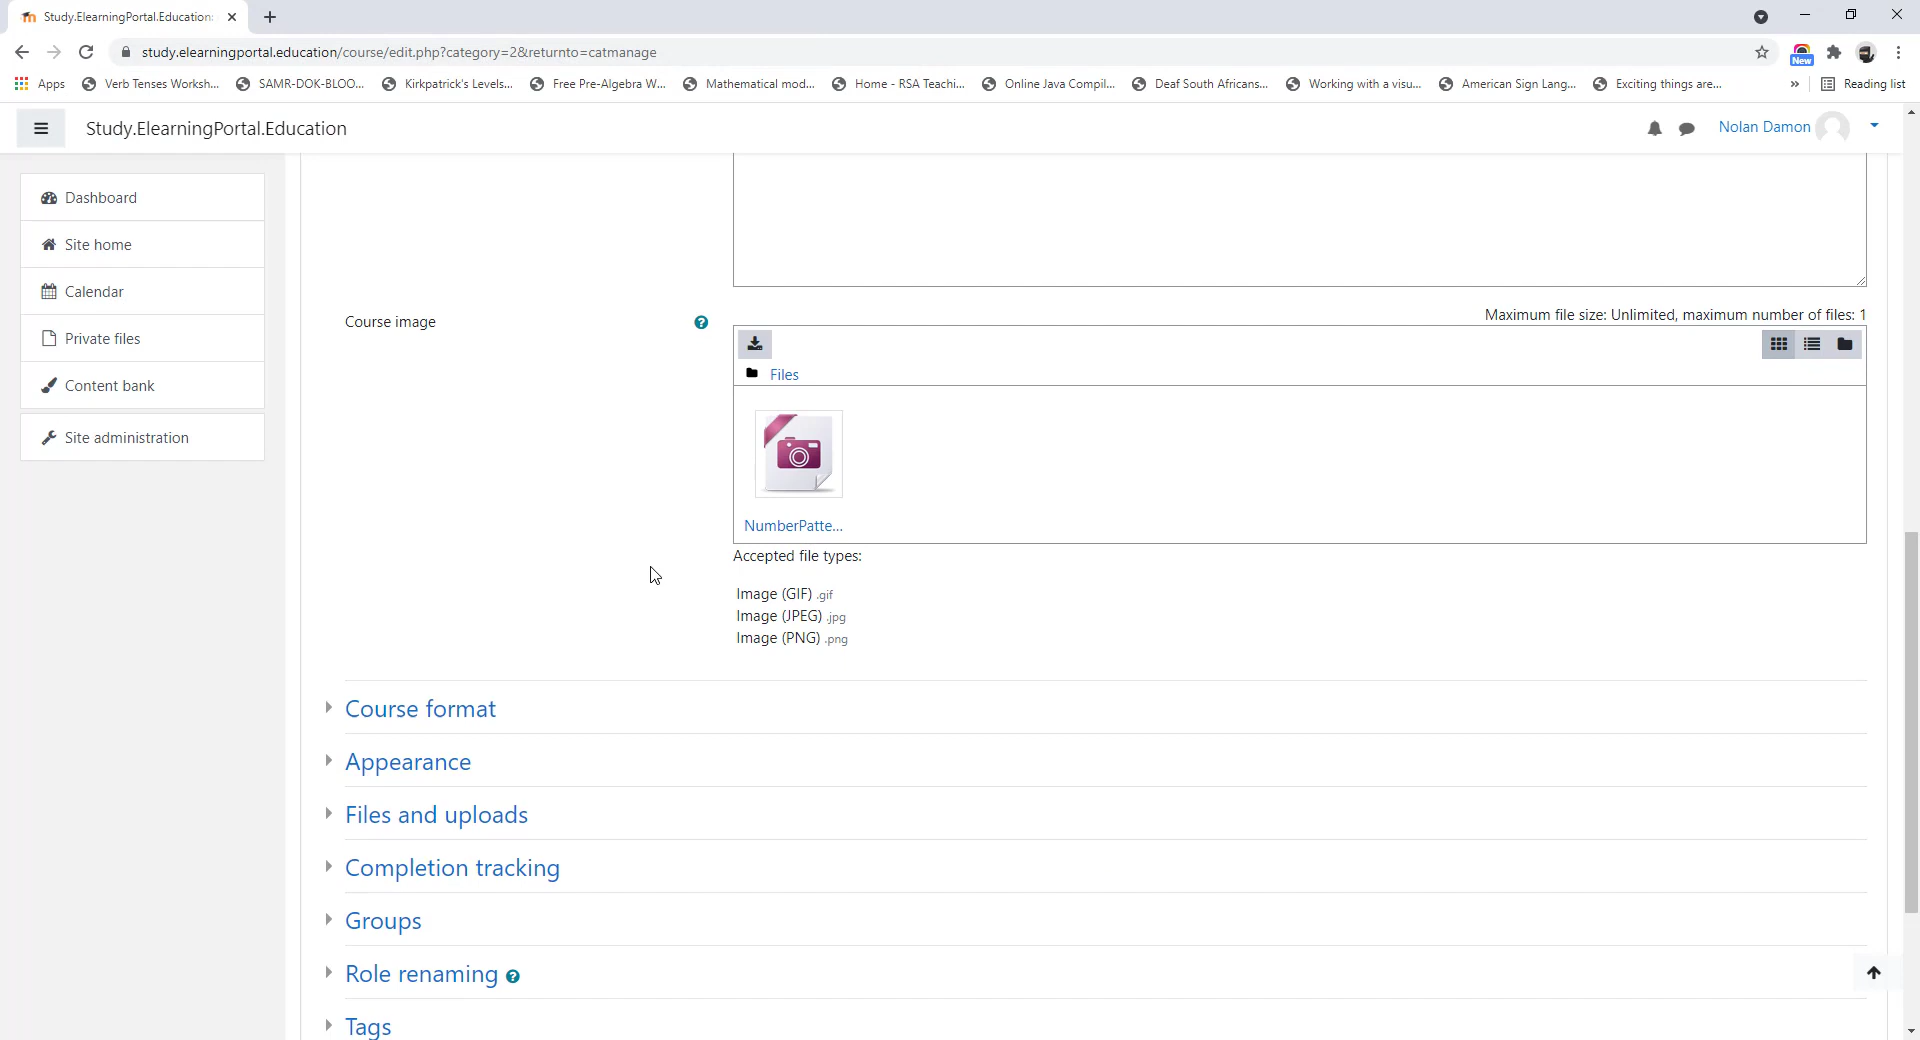 Study.ElearningPortal.Education:
study.elearningportal.education/course/edit.php?category=2&returnto=catmanage
New
Apps
Verb Tenses Worksh...
SAMR-DOK-BLOO...
Kirkpatrick's Levels...
Free Pre-Algebra W...
Mathematical mod...
Home - RSA Teachi...
Online Java Compil...
Deaf South Africans...
Working with a visu...
American Sign Lang...
Exciting things are...
Reading list
Study.ElearningPortal.Education
Nolan Damon
Dashboard
Site home
Calendar
Private files
Content bank
Site administration
Course image
Maximum file size: Unlimited, maximum number of files: 1
Files
NumberPatte...
Accepted file types:
Image (GIF) .gif
Image (JPEG) .jpg
Image (PNG) .png
Course format
Appearance
Files and uploads
Completion tracking
Groups
Role renaming
Tags